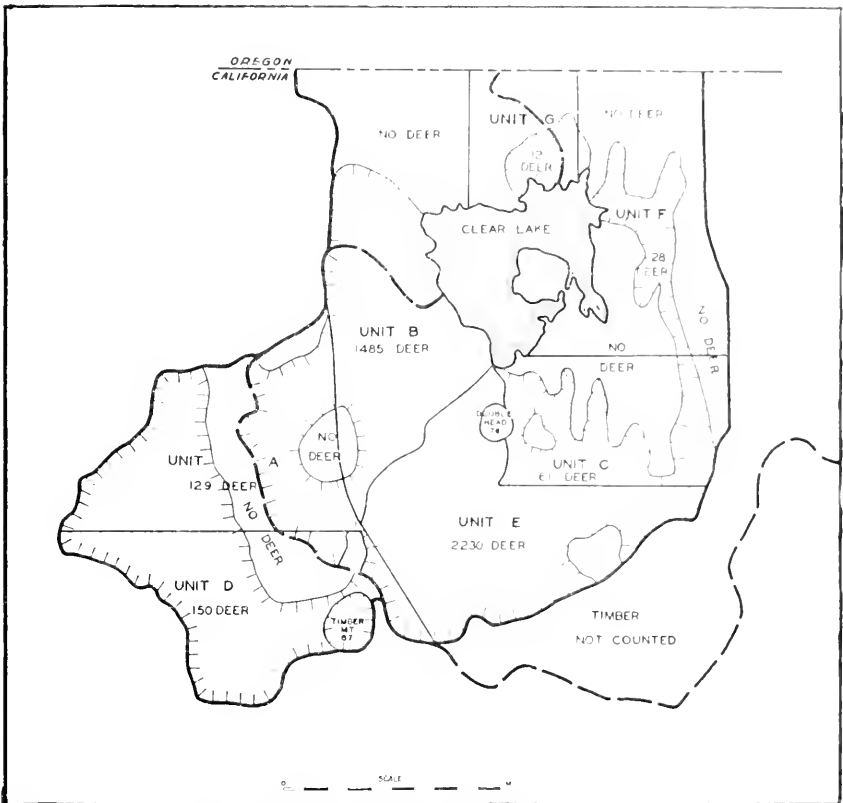 OREGON
CALIFORNIA
NO DEER
UNIT G
NO DEER
12
DEER
CLEAR LAKE
UNIT F
28
DEER
NO DEER
UNIT B
1485 DEER
NO
DEER
DOUBLE
HEAD
74
NO
DEER
UNIT A
129 DEER
NO
DEER
UNIT C
61 DEER
UNIT E
2230 DEER
UNIT D
150 DEER
TIMBER
MT
67
TIMBER
NOT COUNTED
SCALE
0